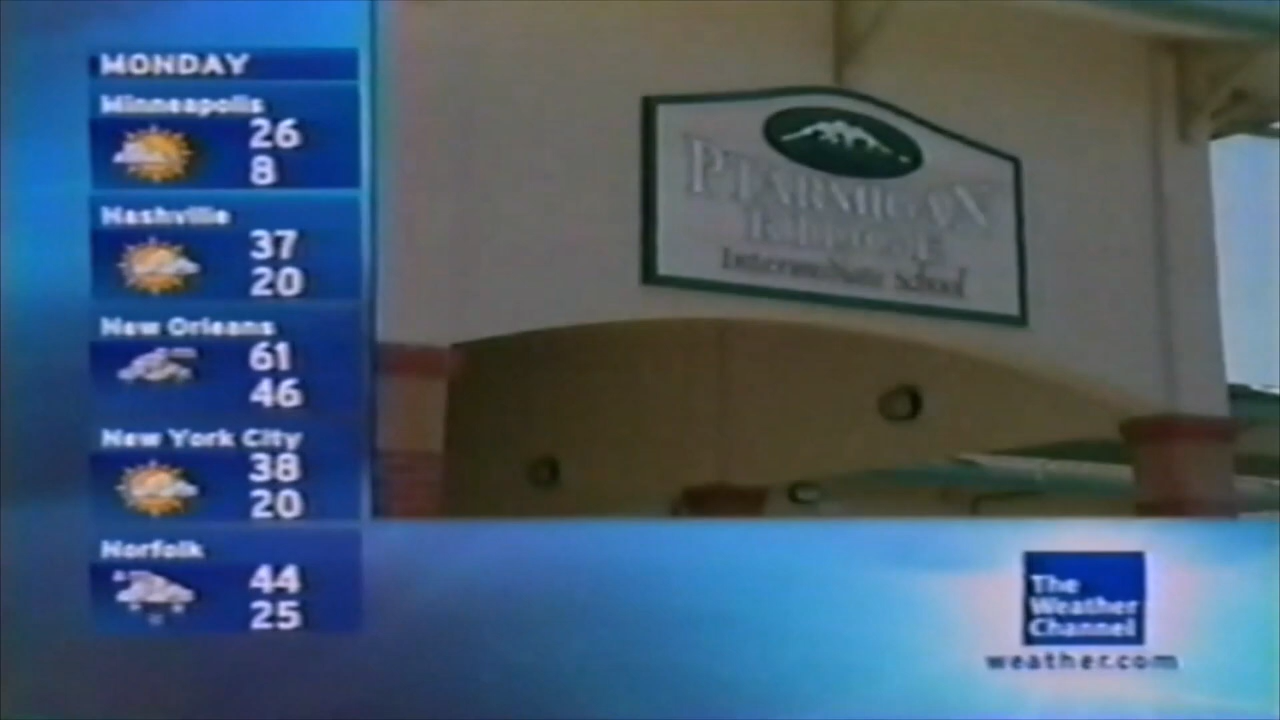 MONDAY
Minneapolis
26
8
Nashville
37
20
New Orleans
61
46
New York City
38
20
Norfolk
44
25
PTARMIGAN
Intermediate School
The
Weather
Channel
weather.com